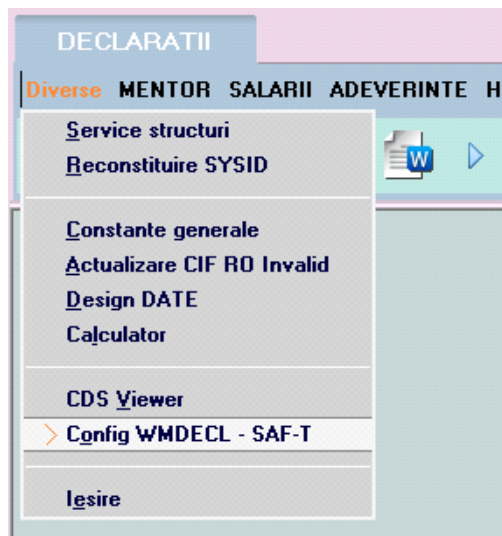 DECLARATII
Diverse MENTOR SALARII ADEVERINTE H
W
Service structuri
Reconstituire SYSID
Constante generale
Actualizare CIF RO Invalid
Design DATE
Calculator
CDS Viewer
Config WMDECL - SAF-T
Iesire